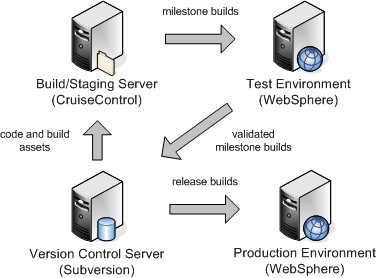 milestone builds
Build/Staging Server
(CruiseControl)
Test Environment
(WebSphere)
code and build
assets
validated
milestone builds
release builds
Version Control Server
(Subversion)
Production Environment
(WebSphere)